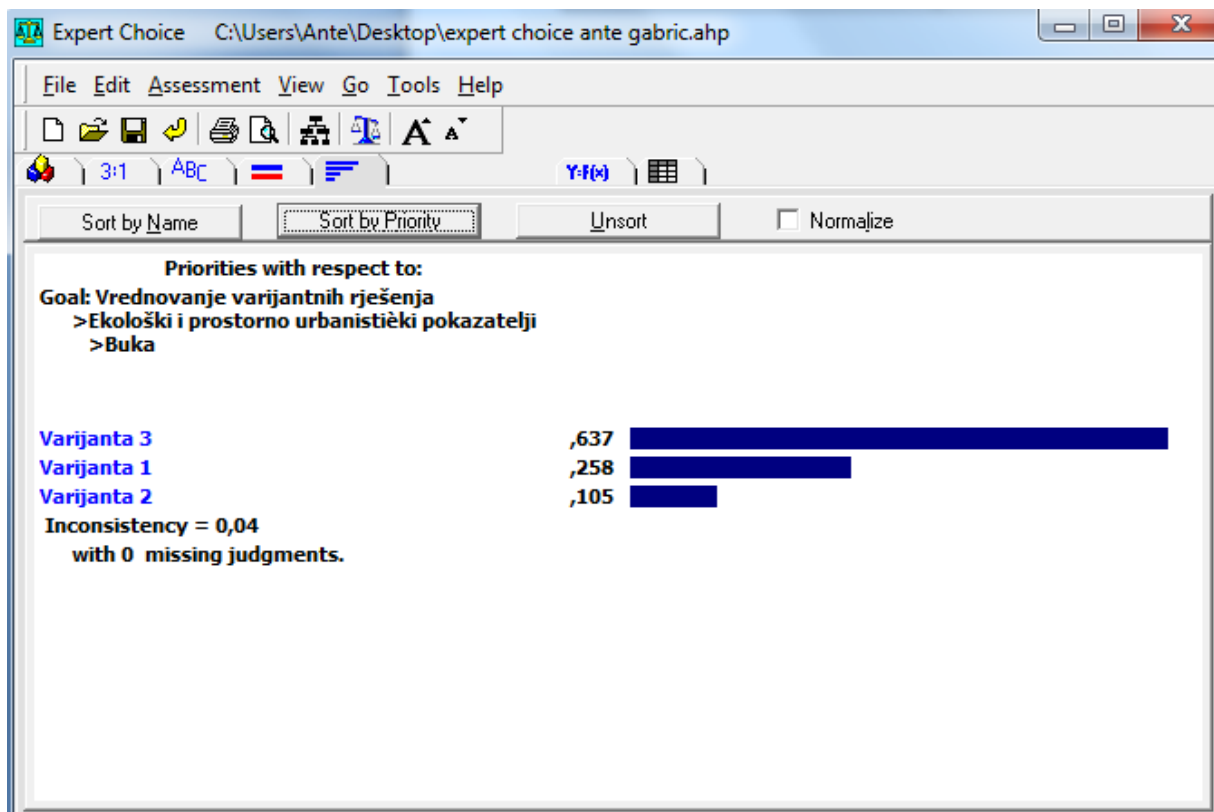 Expert Choice C:\Users\Ante\Desktop\expert choice ante gabric.ahp
File Edit Assessment View Go Tools Help
A A
3:1 ABC Y=F(x)
Sort by Name Sort by Priority Unsort Normalize
Priorities with respect to:
Goal: Vrednovanje varijantnih rješenja
>Ekološki i prostorno urbanistièki pokazatelji
>Buka
Varijanta 3 ,637
Varijanta 1 ,258
Varijanta 2 ,105
Inconsistency = 0,04
with 0 missing judgments.